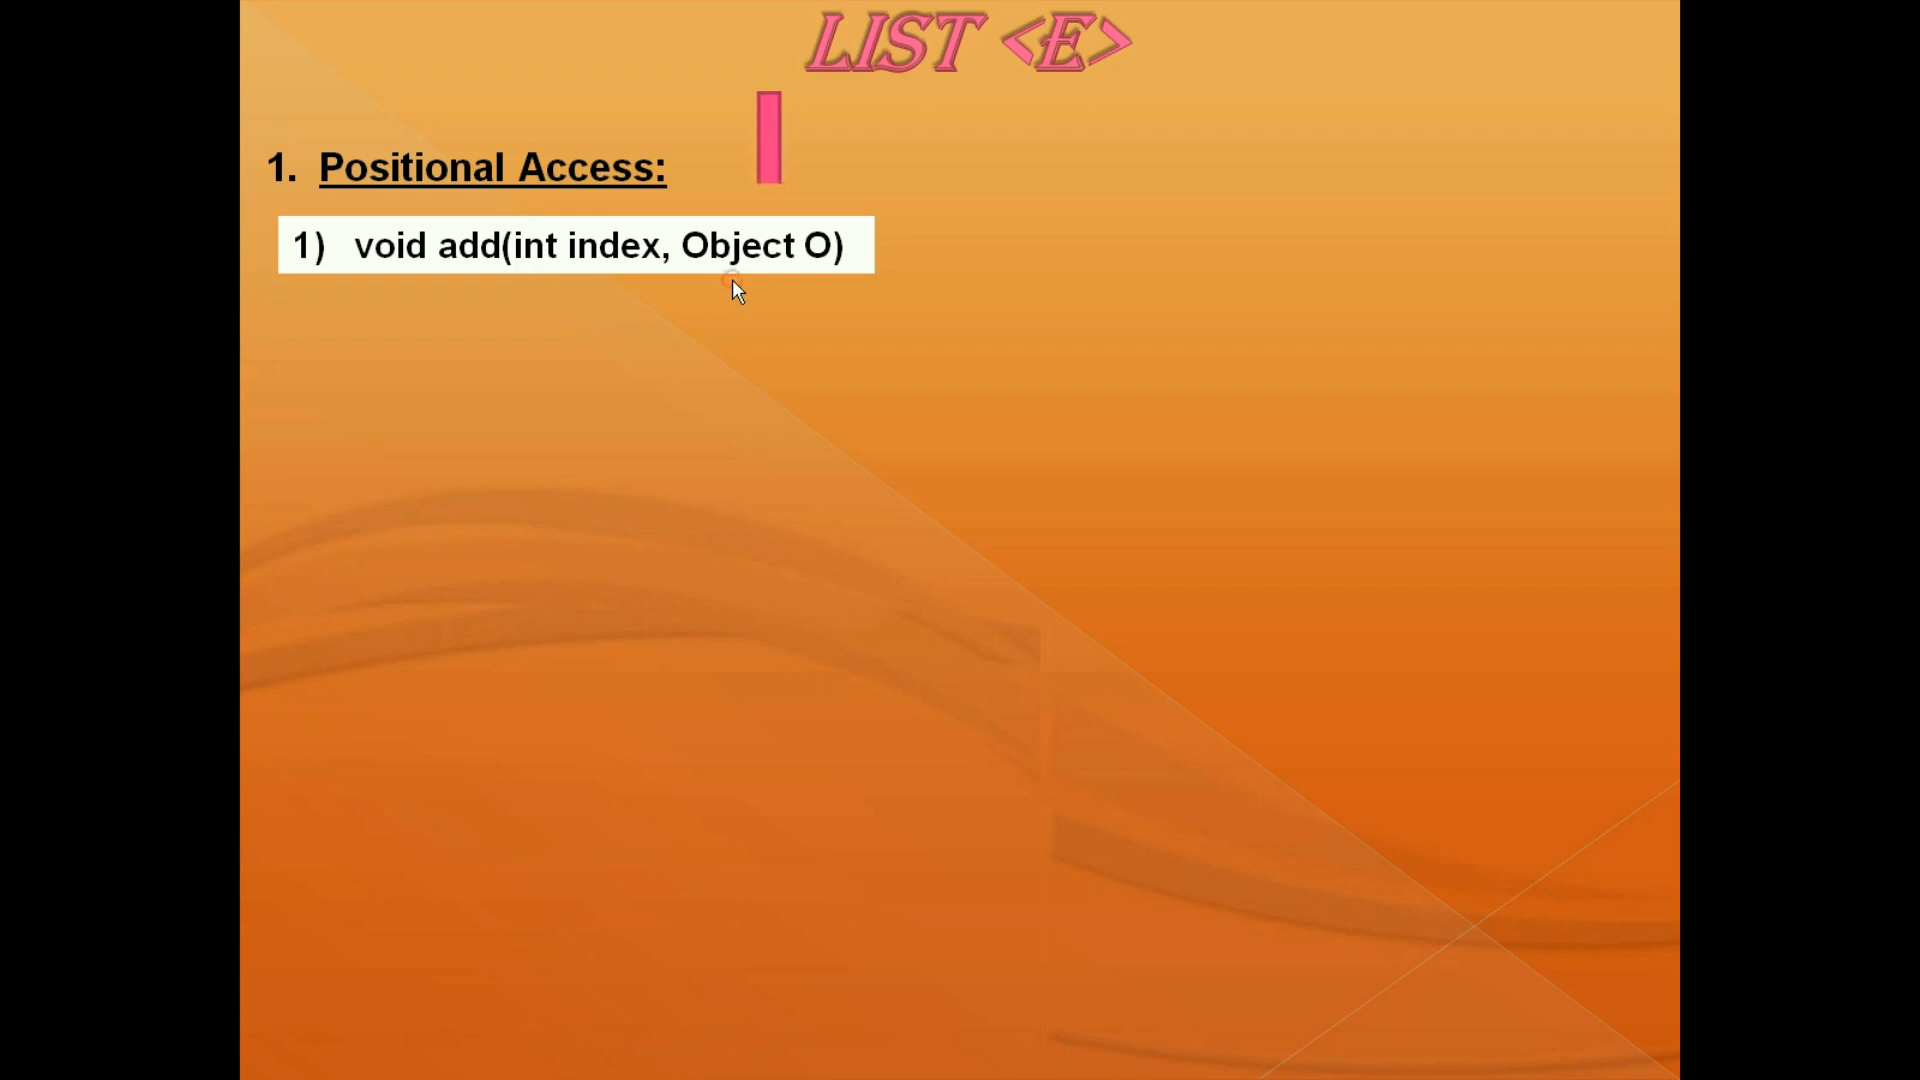 LIST <E>
1. Positional Access:
1) void add(int index, Object O)